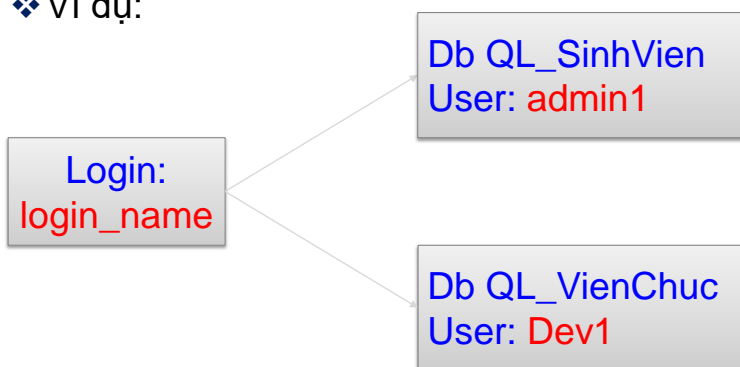 ❖ Ví dụ:
Db QL_SinhVien
User: admin1
Login:
login_name
Db QL_VienChuc
User: Dev1